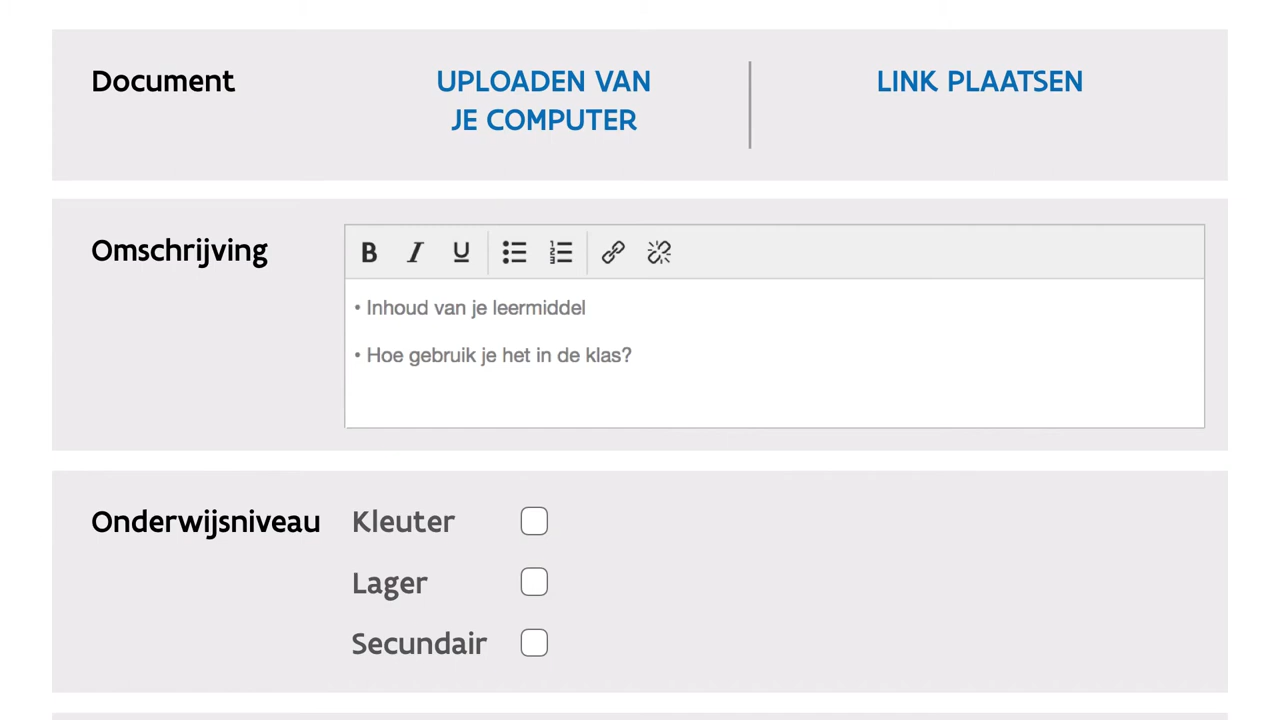 Document
UPLOADEN VAN
JE COMPUTER
LINK PLAATSEN
Omschrijving
B I U
• Inhoud van je leermiddel
• Hoe gebruik je het in de klas?
Onderwijsniveau
Kleuter
Lager
Secundair